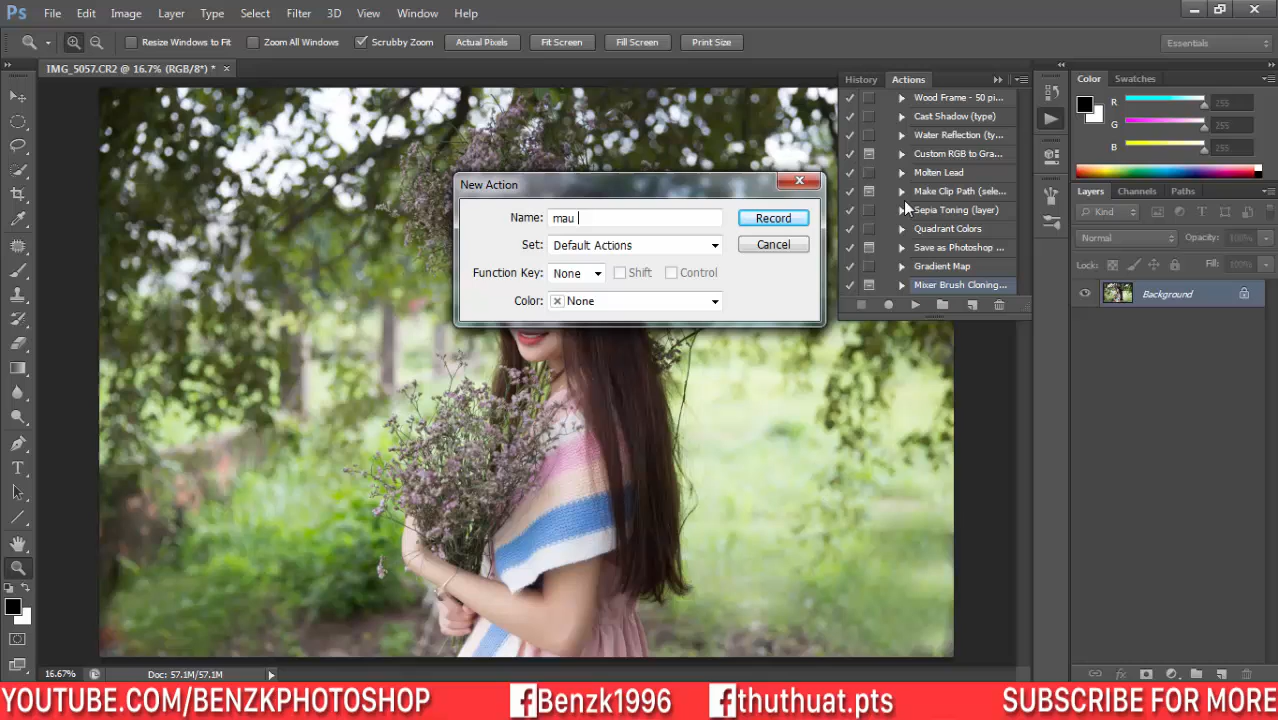 Ps File Edit Image Layer Type Select Filter 3D View Window Help
Resize Windows to Fit Zoom All Windows Scrubby Zoom Actual Pixels Fit Screen Fill Screen Print Size Essentials
IMG_5057.CR2 @ 16.7% (RGB/8*) *
History Actions
Wood Frame - 50 pi...
Cast Shadow (type)
Water Reflection (ty...
Custom RGB to Gra...
Molten Lead
Make Clip Path (sele...
Sepia Toning (layer)
Quadrant Colors
Save as Photoshop ...
Gradient Map
Mixer Brush Cloning...
New Action
Name: mau
Record
Set: Default Actions
Cancel
Function Key: None Shift Control
Color: None
Color Swatches
R 255
G 255
B 255
Layers Channels Paths
Kind
Normal Opacity: 100%
Lock: Fill: 100%
Background
16.67% Doc: 57.1M/57.1M
YOUTUBE.COM/BENZKPHOTOSHOP fBenzk1996 fthuthuat.pts SUBSCRIBE FOR MORE